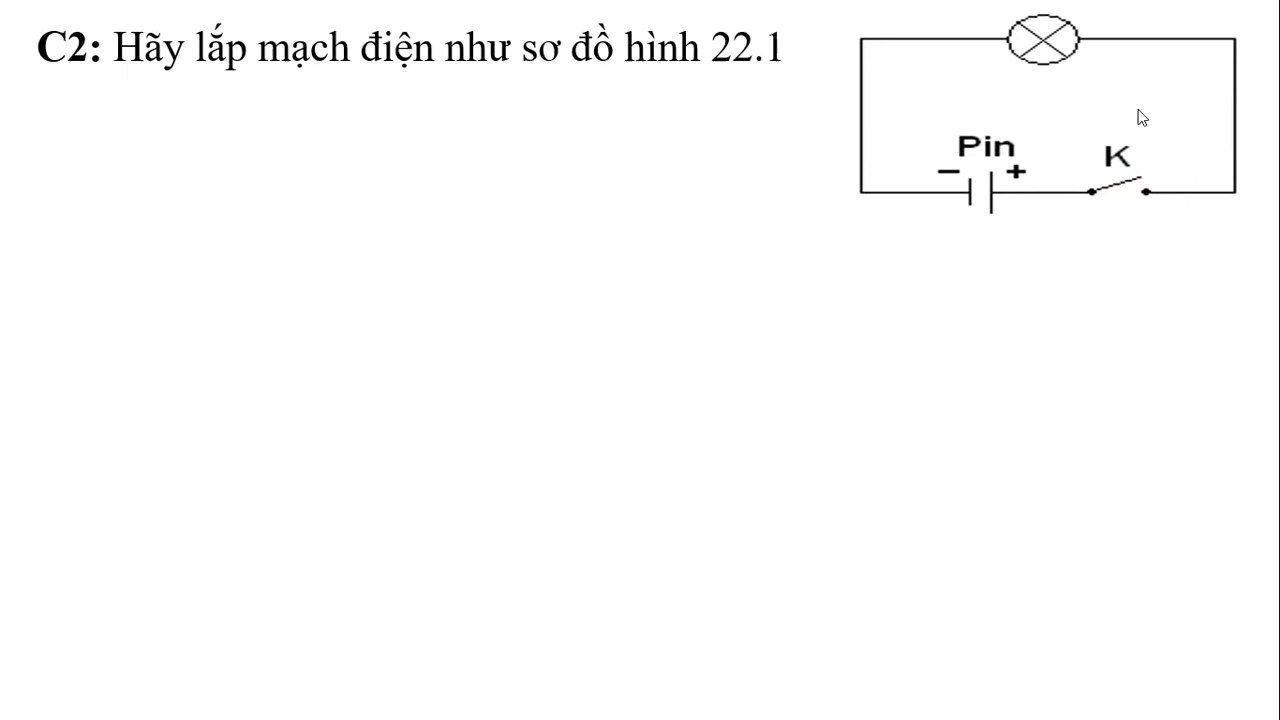 C2: Hãy lắp mạch điện như sơ đồ hình 22.1
Pin
− +
K